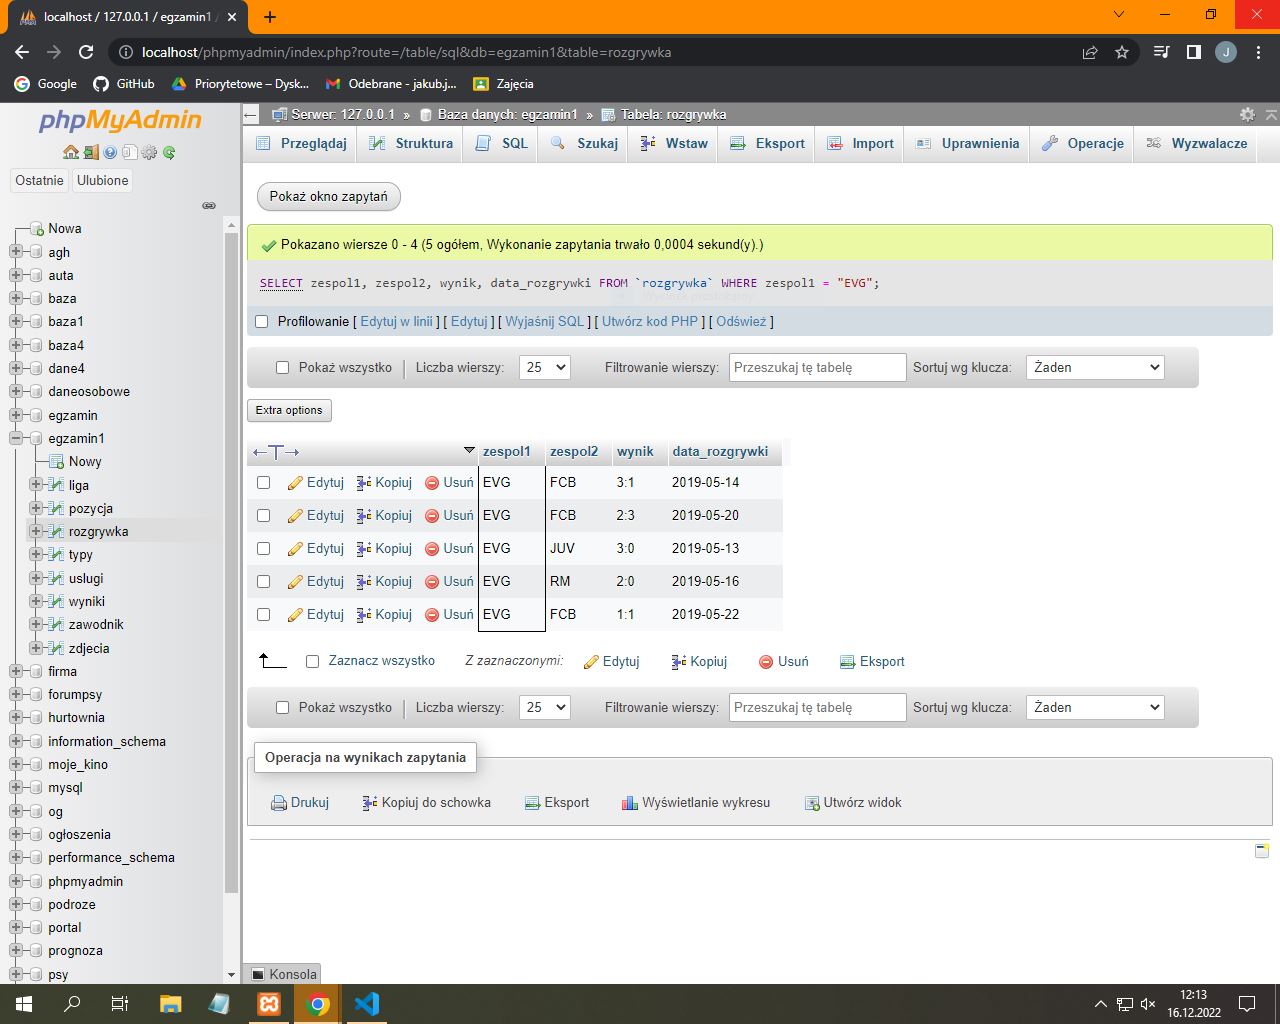 localhost / 127.0.0.1 / egzamin1 /
localhost/phpmyadmin/index.php?route=/table/sql&db=egzamin1&table=rozgrywka
J
Google GitHub Priorytetowe – Dysk... Odebrane - jakub.j... Zajęcia
phpMyAdmin
Ostatnie Ulubione
Nowa
agh
auta
baza
baza1
baza4
dane4
daneosobowe
egzamin
egzamin1
Nowy
liga
pozycja
rozgrywka
typy
uslugi
wyniki
zawodnik
zdjecia
firma
forumpsy
hurtownia
information_schema
moje_kino
mysql
og
ogłoszenia
performance_schema
phpmyadmin
podroze
portal
prognoza
psy
Serwer: 127.0.0.1 » Baza danych: egzamin1 » Tabela: rozgrywka
Przeglądaj Struktura SQL Szukaj Wstaw Eksport Import Uprawnienia Operacje Wyzwalacze
Pokaż okno zapytań
Pokazano wiersze 0 - 4 (5 ogółem, Wykonanie zapytania trwało 0,0004 sekund(y).)
SELECT zespol1, zespol2, wynik, data_rozgrywki FROM `rozgrywka` WHERE zespol1 = "EVG";
Profilowanie [ Edytuj w linii ] [ Edytuj ] [ Wyjaśnij SQL ] [ Utwórz kod PHP ] [ Odśwież ]
Pokaż wszystko Liczba wierszy: 25 Filtrowanie wierszy: Przeszukaj tę tabelę Sortuj wg klucza: Żaden
Extra options
←T→ zespol1 zespol2 wynik data_rozgrywki
Edytuj Kopiuj Usuń EVG FCB 3:1 2019-05-14
Edytuj Kopiuj Usuń EVG FCB 2:3 2019-05-20
Edytuj Kopiuj Usuń EVG JUV 3:0 2019-05-13
Edytuj Kopiuj Usuń EVG RM 2:0 2019-05-16
Edytuj Kopiuj Usuń EVG FCB 1:1 2019-05-22
Zaznacz wszystko Z zaznaczonymi: Edytuj Kopiuj Usuń Eksport
Pokaż wszystko Liczba wierszy: 25 Filtrowanie wierszy: Przeszukaj tę tabelę Sortuj wg klucza: Żaden
Operacja na wynikach zapytania
Drukuj Kopiuj do schowka Eksport Wyświetlanie wykresu Utwórz widok
Konsola
12:13
16.12.2022